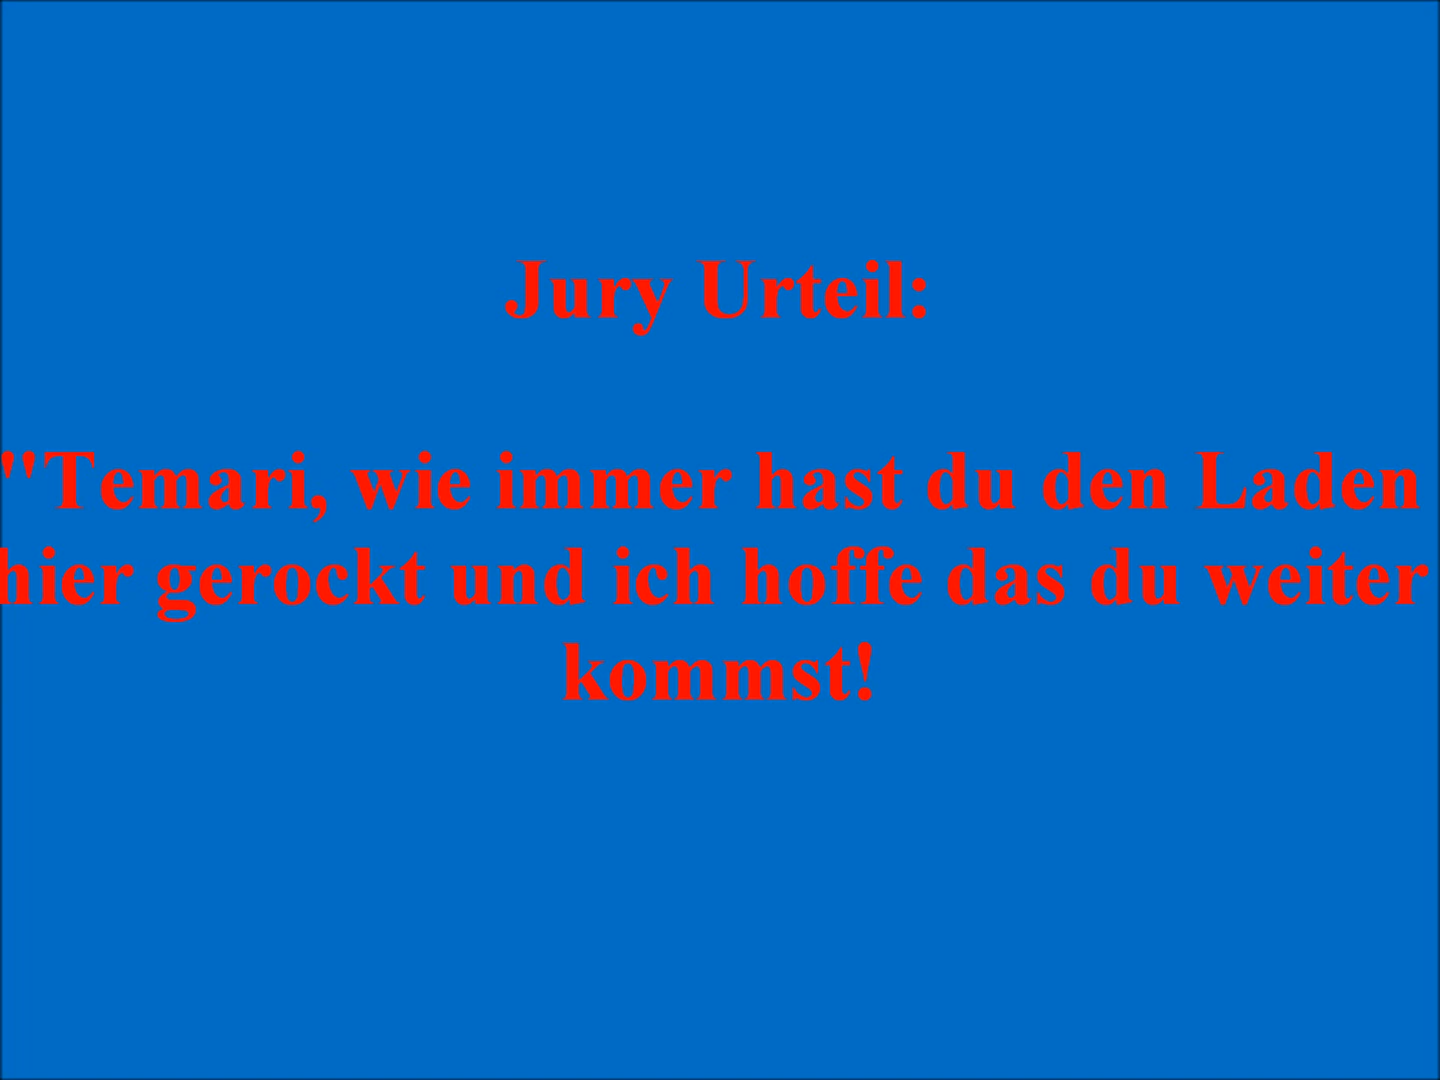 Jury Urteil:
"Temari, wie immer hast du den Laden
hier gerockt und ich hoffe das du weiter
kommst!